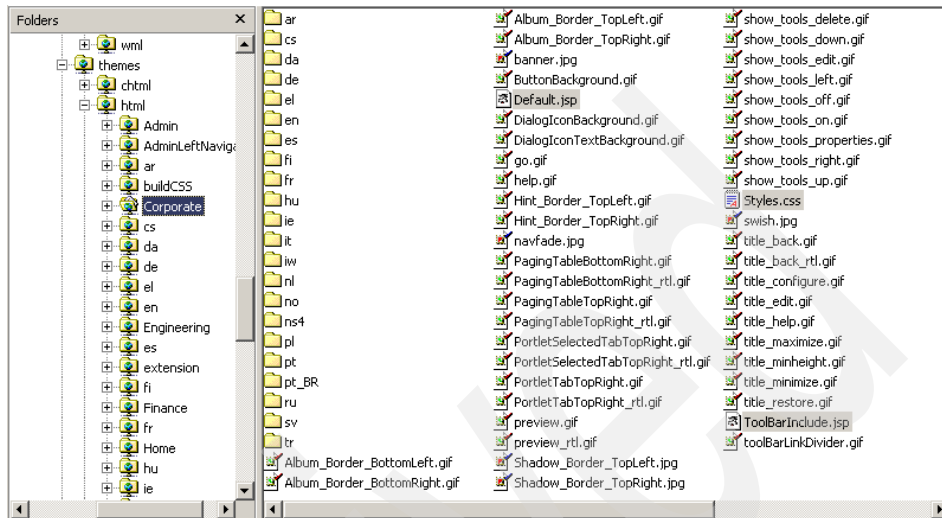 Folders
wml
themes
chtml
html
Admin
AdminLeftNaviga
ar
buildCSS
Corporate
cs
da
de
el
en
Engineering
es
extension
fi
Finance
fr
Home
hu
ie
ar
cs
da
de
el
en
es
fi
fr
hu
ie
it
iw
nl
no
ns4
pl
pt
pt_BR
ru
sv
tr
Album_Border_BottomLeft.gif
Album_Border_BottomRight.gif
Album_Border_TopLeft.gif
Album_Border_TopRight.gif
banner.jpg
ButtonBackground.gif
Default.jsp
DialogIconBackground.gif
DialogIconTextBackground.gif
go.gif
help.gif
Hint_Border_TopLeft.gif
Hint_Border_TopRight.gif
navfade.jpg
PagingTableBottomRight.gif
PagingTableBottomRight_rtl.gif
PagingTableTopRight.gif
PagingTableTopRight_rtl.gif
PortletSelectedTabTopRight.gif
PortletSelectedTabTopRight_rtl.gif
PortletTabTopRight.gif
PortletTabTopRight_rtl.gif
preview.gif
preview_rtl.gif
Shadow_Border_TopLeft.jpg
Shadow_Border_TopRight.jpg
show_tools_delete.gif
show_tools_down.gif
show_tools_edit.gif
show_tools_left.gif
show_tools_off.gif
show_tools_on.gif
show_tools_properties.gif
show_tools_right.gif
show_tools_up.gif
Styles.css
swish.jpg
title_back.gif
title_back_rtl.gif
title_configure.gif
title_edit.gif
title_help.gif
title_maximize.gif
title_minheight.gif
title_minimize.gif
title_restore.gif
ToolBarInclude.jsp
toolBarLinkDivider.gif